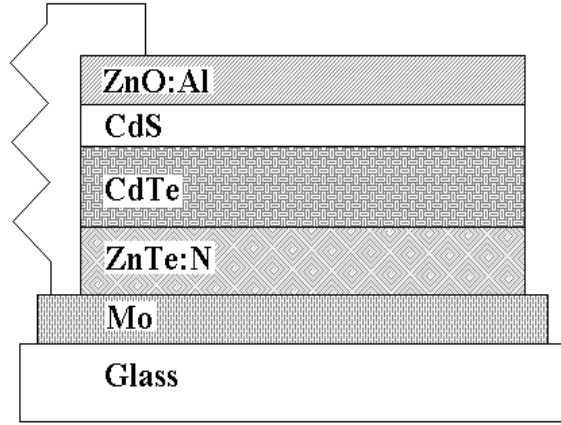 ZnO:Al
CdS
CdTe
ZnTe:N
Mo
Glass